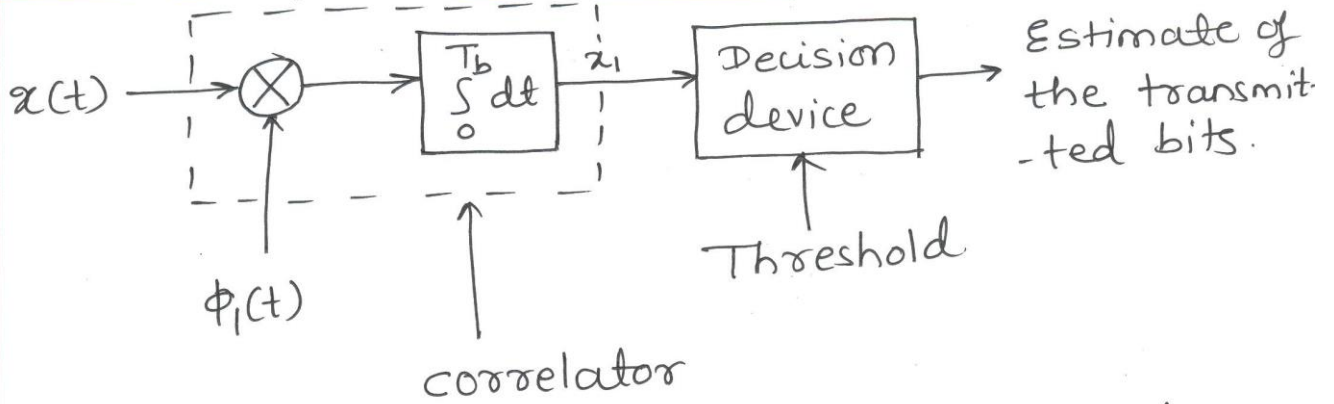 x(t)
T_b
∫ dt
0
x₁
Decision
device
Estimate of
the transmit-
-ted bits.
ϕ₁(t)
Threshold
correlator